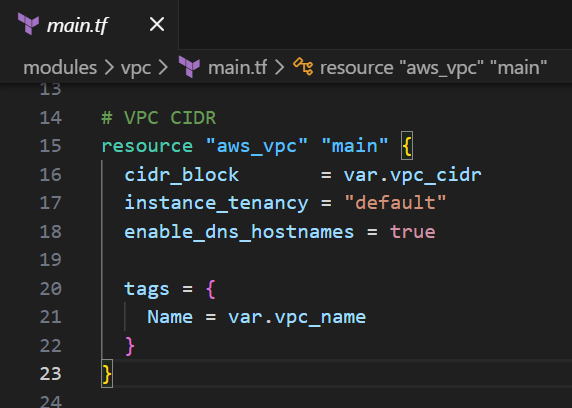 main.tf
modules > vpc > main.tf > resource "aws_vpc" "main"
13
14 # VPC CIDR
15 resource "aws_vpc" "main" {
16   cidr_block       = var.vpc_cidr
17   instance_tenancy = "default"
18   enable_dns_hostnames = true
19
20   tags = {
21     Name = var.vpc_name
22   }
23 }
24